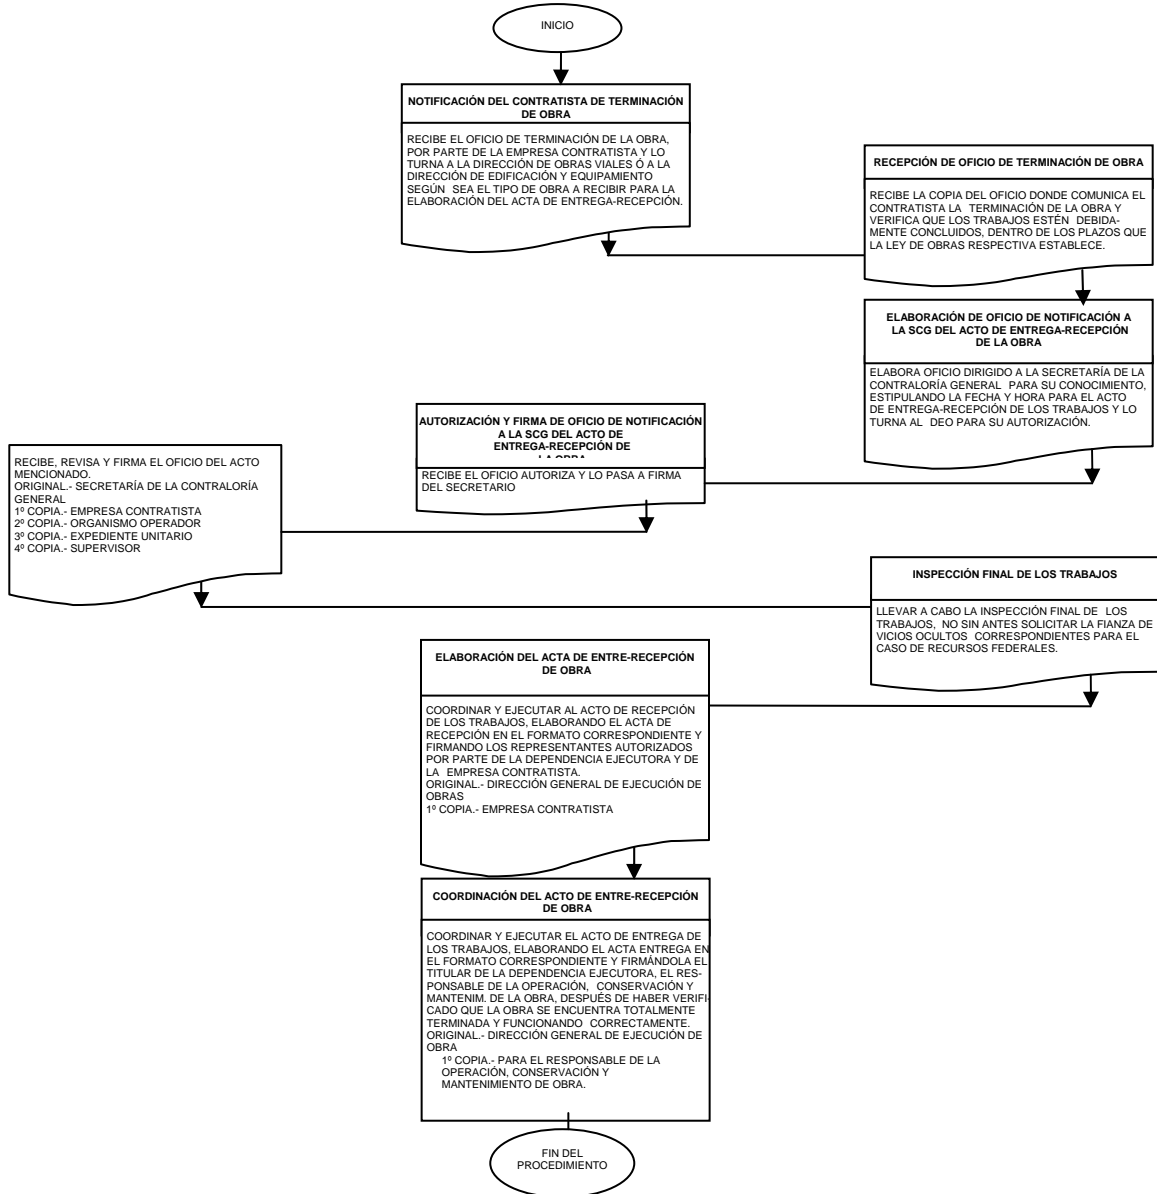 INICIO
NOTIFICACIÓN DEL CONTRATISTA DE TERMINACIÓN
DE OBRA
RECIBE EL OFICIO DE TERMINACIÓN DE LA OBRA,
POR PARTE DE LA EMPRESA CONTRATISTA Y LO
TURNA A LA DIRECCIÓN DE OBRAS VIALES Ó A LA
DIRECCIÓN DE EDIFICACIÓN Y EQUIPAMIENTO
SEGÚN SEA EL TIPO DE OBRA A RECIBIR PARA LA
ELABORACIÓN DEL ACTA DE ENTREGA-RECEPCIÓN.
RECEPCIÓN DE OFICIO DE TERMINACIÓN DE OBRA
RECIBE LA COPIA DEL OFICIO DONDE COMUNICA EL
CONTRATISTA LA TERMINACIÓN DE LA OBRA Y
VERIFICA QUE LOS TRABAJOS ESTÉN DEBIDA-
MENTE CONCLUIDOS, DENTRO DE LOS PLAZOS QUE
LA LEY DE OBRAS RESPECTIVA ESTABLECE.
ELABORACIÓN DE OFICIO DE NOTIFICACIÓN A
LA SCG DEL ACTO DE ENTREGA-RECEPCIÓN
DE LA OBRA
ELABORA OFICIO DIRIGIDO A LA SECRETARÍA DE LA
CONTRALORÍA GENERAL PARA SU CONOCIMIENTO,
ESTIPULANDO LA FECHA Y HORA PARA EL ACTO
DE ENTREGA-RECEPCIÓN DE LOS TRABAJOS Y LO
TURNA AL DEO PARA SU AUTORIZACIÓN.
AUTORIZACIÓN Y FIRMA DE OFICIO DE NOTIFICACIÓN
A LA SCG DEL ACTO DE
ENTREGA-RECEPCIÓN DE
LA OBRA
RECIBE EL OFICIO AUTORIZA Y LO PASA A FIRMA
DEL SECRETARIO
RECIBE, REVISA Y FIRMA EL OFICIO DEL ACTO
MENCIONADO.
ORIGINAL.- SECRETARÍA DE LA CONTRALORÍA
GENERAL
1º COPIA.- EMPRESA CONTRATISTA
2º COPIA.- ORGANISMO OPERADOR
3º COPIA.- EXPEDIENTE UNITARIO
4º COPIA.- SUPERVISOR
INSPECCIÓN FINAL DE LOS TRABAJOS
LLEVAR A CABO LA INSPECCIÓN FINAL DE LOS
TRABAJOS, NO SIN ANTES SOLICITAR LA FIANZA DE
VICIOS OCULTOS CORRESPONDIENTES PARA EL
CASO DE RECURSOS FEDERALES.
ELABORACIÓN DEL ACTA DE ENTRE-RECEPCIÓN
DE OBRA
COORDINAR Y EJECUTAR AL ACTO DE RECEPCIÓN
DE LOS TRABAJOS, ELABORANDO EL ACTA DE
RECEPCIÓN EN EL FORMATO CORRESPONDIENTE Y
FIRMANDO LOS REPRESENTANTES AUTORIZADOS
POR PARTE DE LA DEPENDENCIA EJECUTORA Y DE
LA EMPRESA CONTRATISTA.
ORIGINAL.- DIRECCIÓN GENERAL DE EJECUCIÓN DE
OBRAS
1º COPIA.- EMPRESA CONTRATISTA
COORDINACIÓN DEL ACTO DE ENTRE-RECEPCIÓN
DE OBRA
COORDINAR Y EJECUTAR EL ACTO DE ENTREGA DE
LOS TRABAJOS, ELABORANDO EL ACTA ENTREGA EN
EL FORMATO CORRESPONDIENTE Y FIRMÁNDOLA EL
TITULAR DE LA DEPENDENCIA EJECUTORA, EL RES-
PONSABLE DE LA OPERACIÓN, CONSERVACIÓN Y
MANTENIM. DE LA OBRA, DESPUÉS DE HABER VERIFI-
CADO QUE LA OBRA SE ENCUENTRA TOTALMENTE
TERMINADA Y FUNCIONANDO CORRECTAMENTE.
ORIGINAL.- DIRECCIÓN GENERAL DE EJECUCIÓN DE
OBRA
1º COPIA.- PARA EL RESPONSABLE DE LA
OPERACIÓN, CONSERVACIÓN Y
MANTENIMIENTO DE OBRA.
FIN DEL
PROCEDIMIENTO